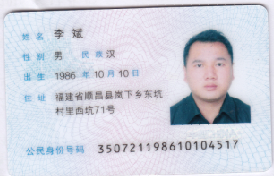 姓名 李斌
性别 男 民族 汉
出生 1986 年 10 月 10 日
住址 福建省顺昌县岚下乡东坑
村里西坑71号
公民身份号码 350721198610104517